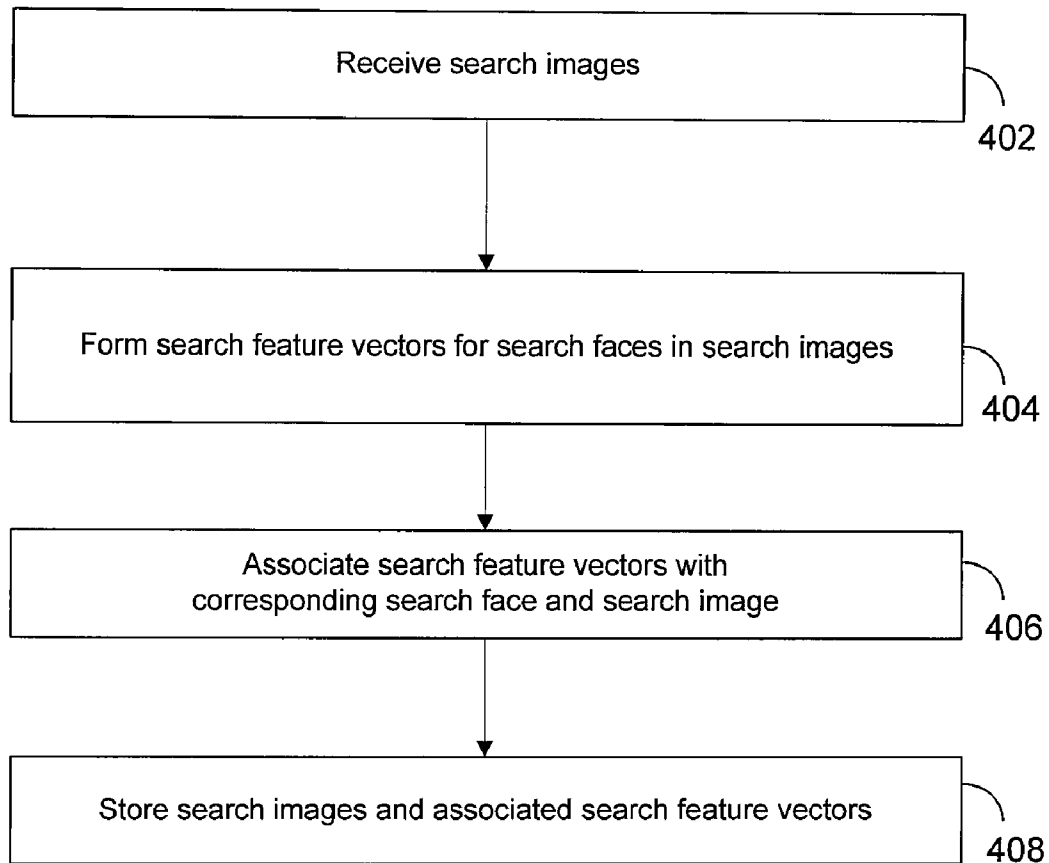 Receive search images
402
Form search feature vectors for search faces in search images
404
Associate search feature vectors with
corresponding search face and search image
406
Store search images and associated search feature vectors
408